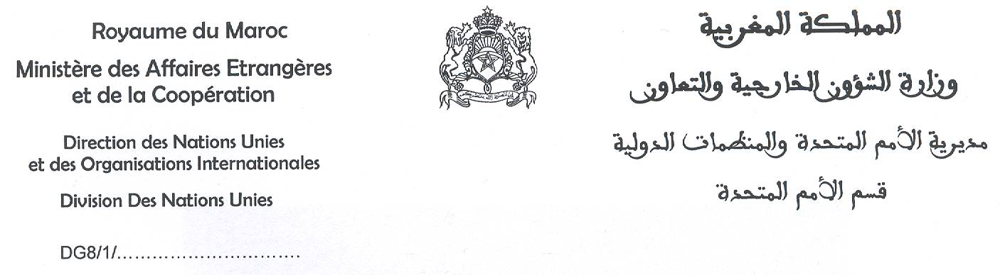 Royaume du Maroc
Ministère des Affaires Etrangères
et de la Coopération
Direction des Nations Unies
et des Organisations Internationales
Division Des Nations Unies
DG8/1/……………………………
المملكة المغربية
وزارة الشؤون الخارجية والتعاون
مديرية الأمم المتحدة والمنظمات الدولية
قسم الأمم المتحدة